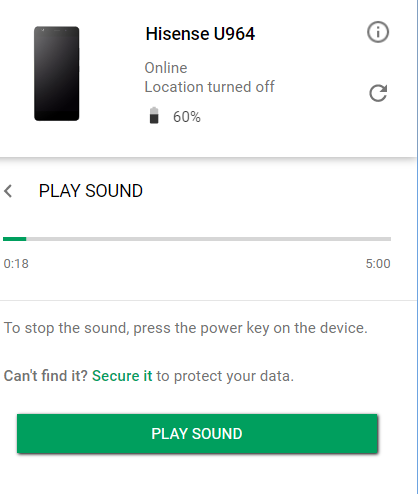 Hisense U964
Online
Location turned off
60%
PLAY SOUND
0:18 5:00
To stop the sound, press the power key on the device.
Can't find it? Secure it to protect your data.
PLAY SOUND